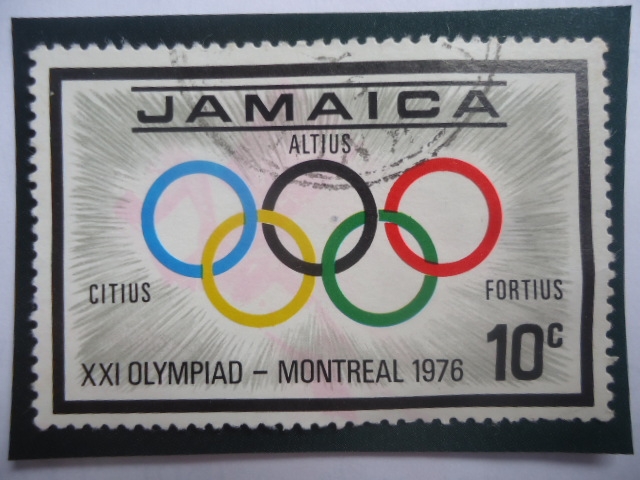 JAMAICA
ALTIUS
CITIUS
FORTIUS
10c
XXI OLYMPIAD – MONTREAL 1976